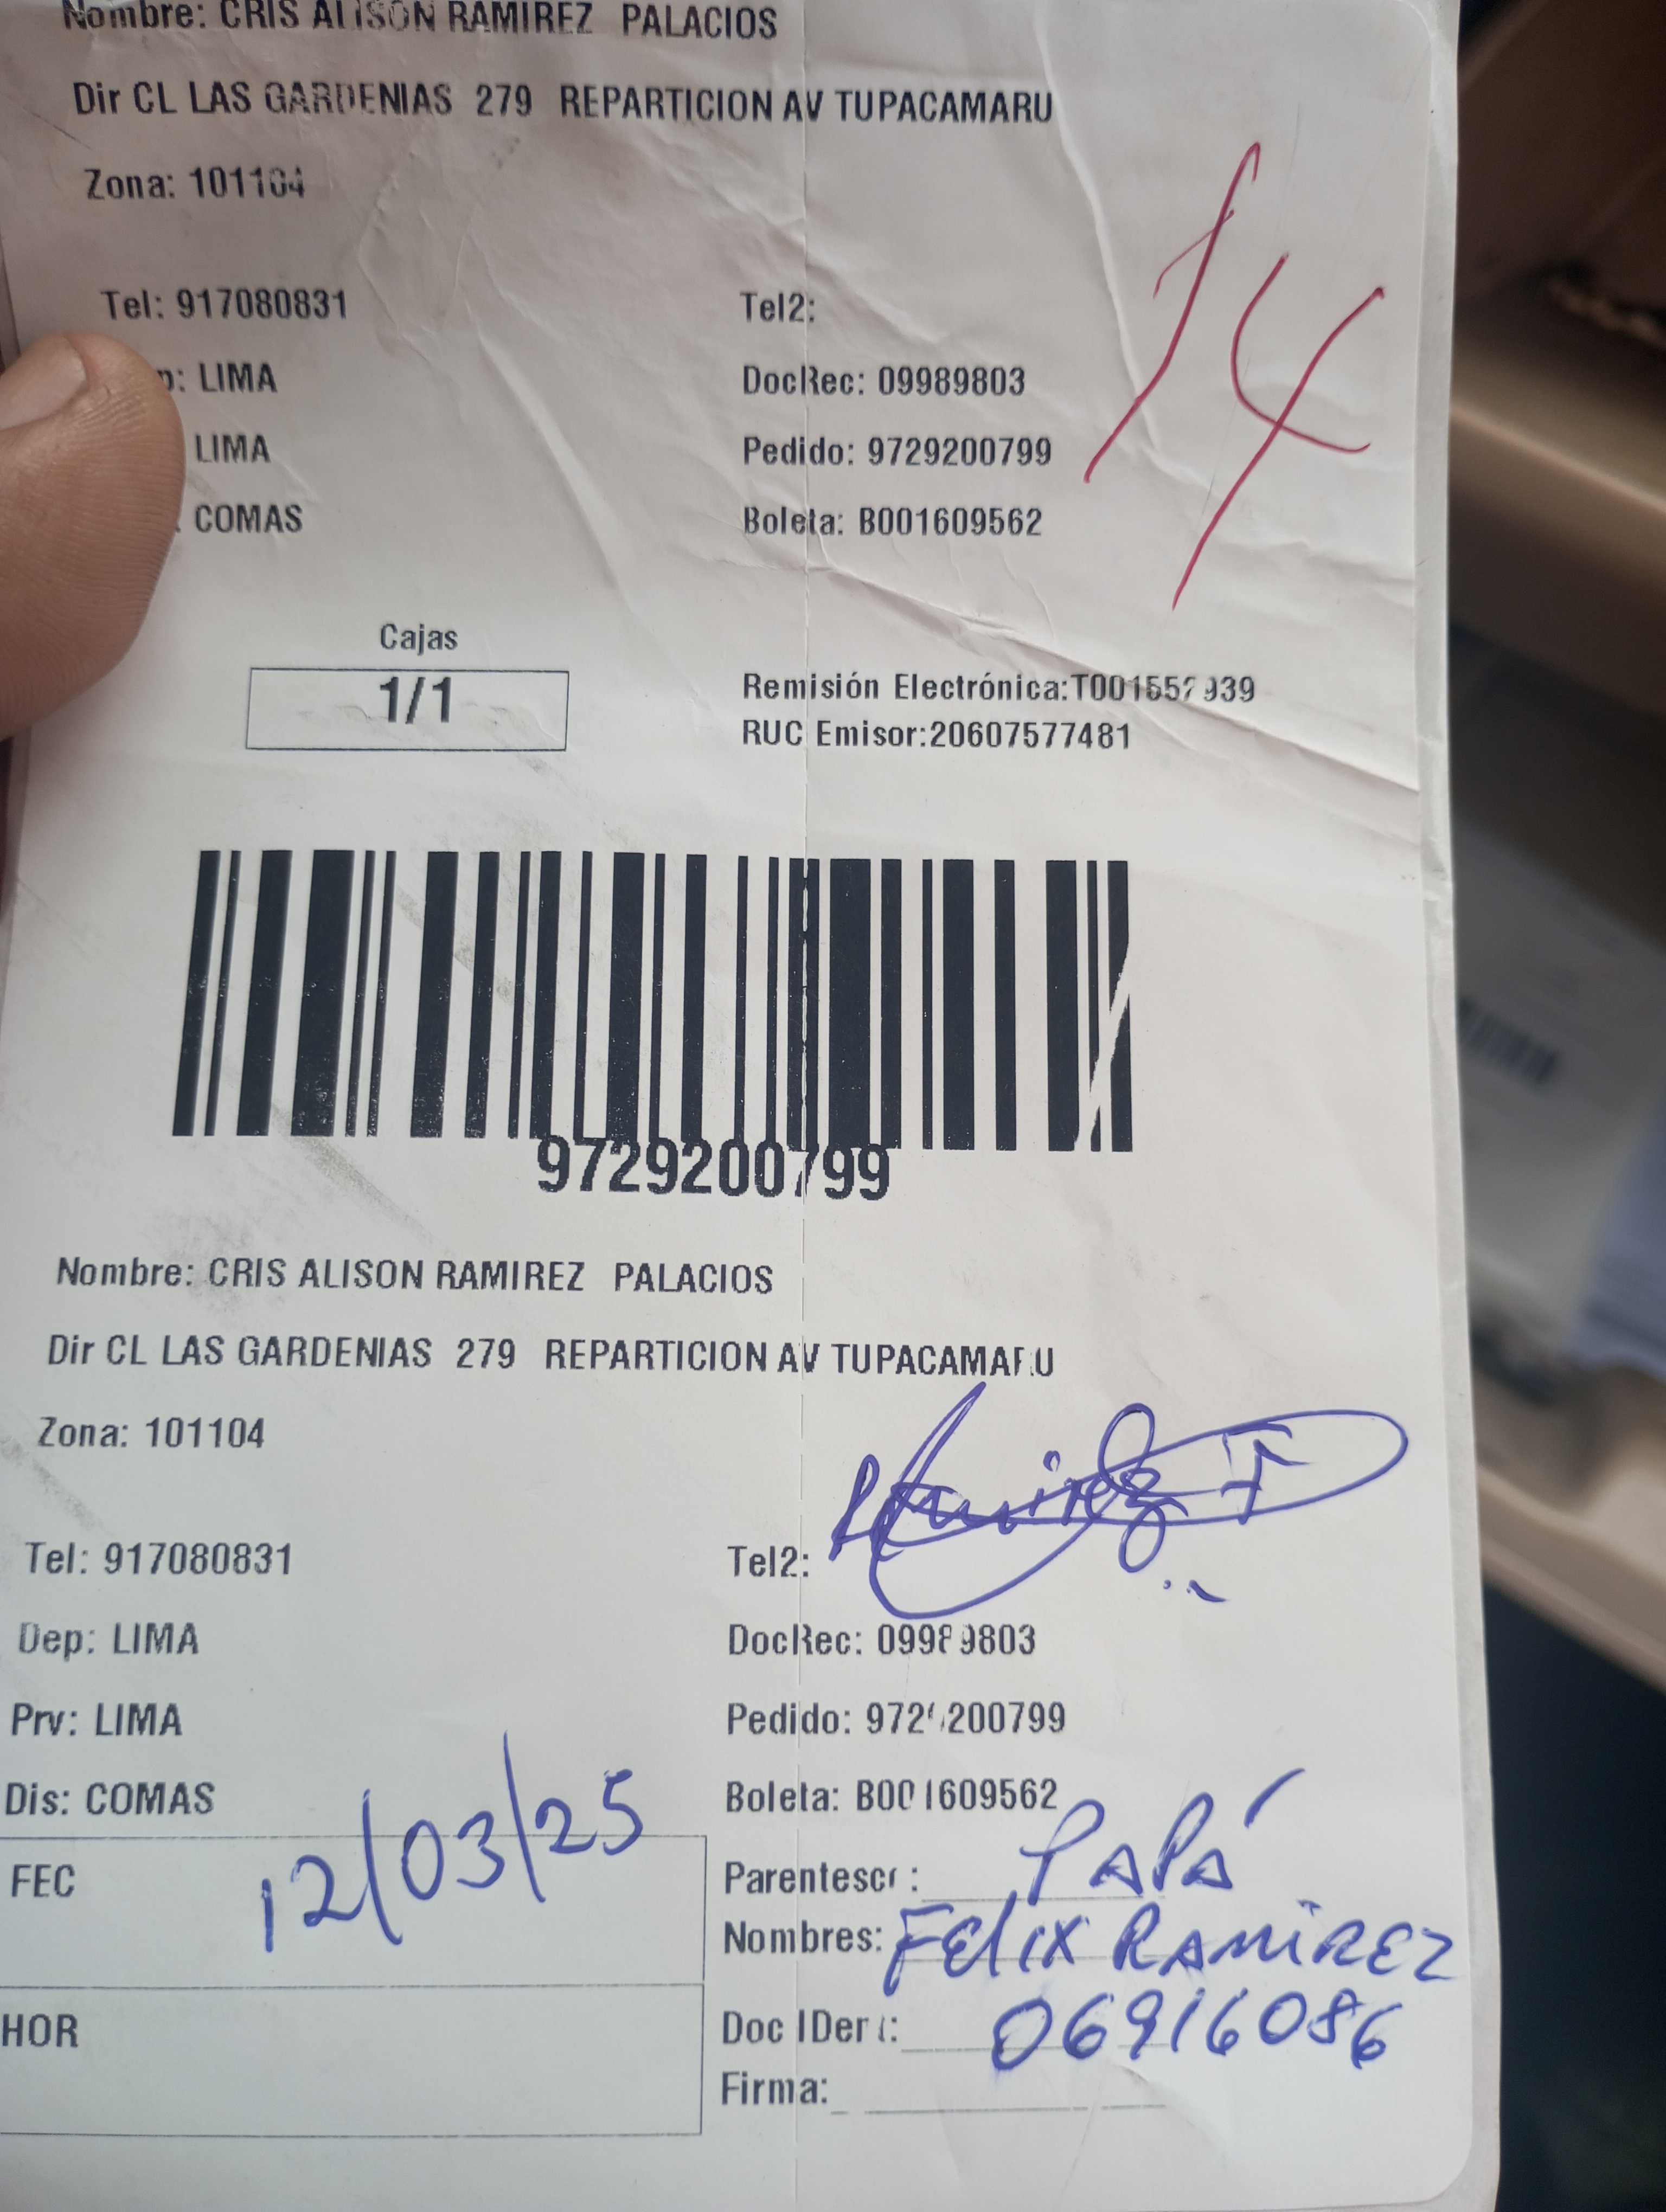 Nombre: CRIS ALISON RAMIREZ PALACIOS
Dir CL LAS GARDENIAS 279 REPARTICION AV TUPACAMARU
Zona: 101104
14
Tel: 917080831 Tel2:
p: LIMA DocRec: 09989803
LIMA Pedido: 9729200799
COMAS Boleta: B001609562
Cajas
1/1
Remisión Electrónica:
RUC Emisor:20607577481
9729200799
Nombre: CRIS ALISON RAMIREZ PALACIOS
Dir CL LAS GARDENIAS 279 REPARTICION AV TUPACAMARU
Zona: 101104
Ramirez F
Tel: 917080831 Tel2:
Dep: LIMA DocRec: 09989803
Prv: LIMA Pedido: 9729200799
Dis: COMAS Boleta: B001609562
FEC 12/03/25
Parentesco: PAPÁ
Nombres: FELIX RAMIREZ
HOR
Doc IDent: 06916086
Firma: